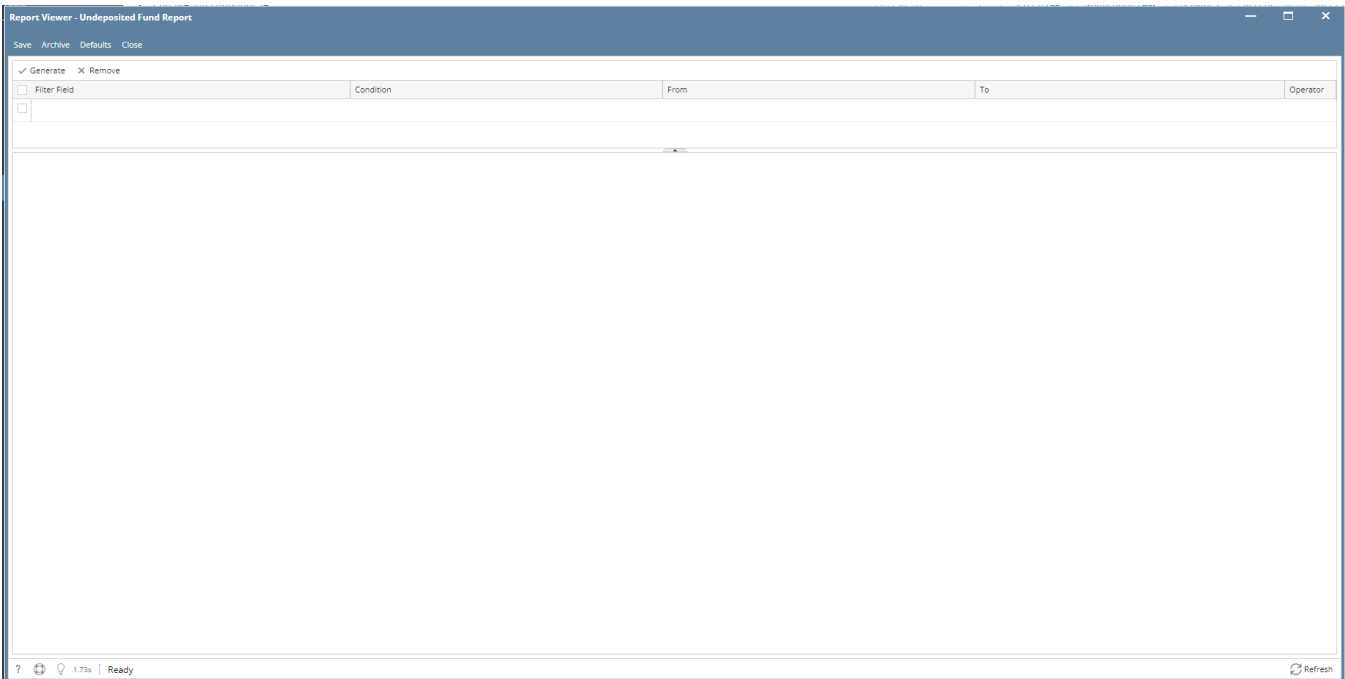 Report Viewer - Undeposited Fund Report
Save Archive Defaults Close
Generate Remove
Filter Field Condition From To Operator
? 1.73s Ready Refresh